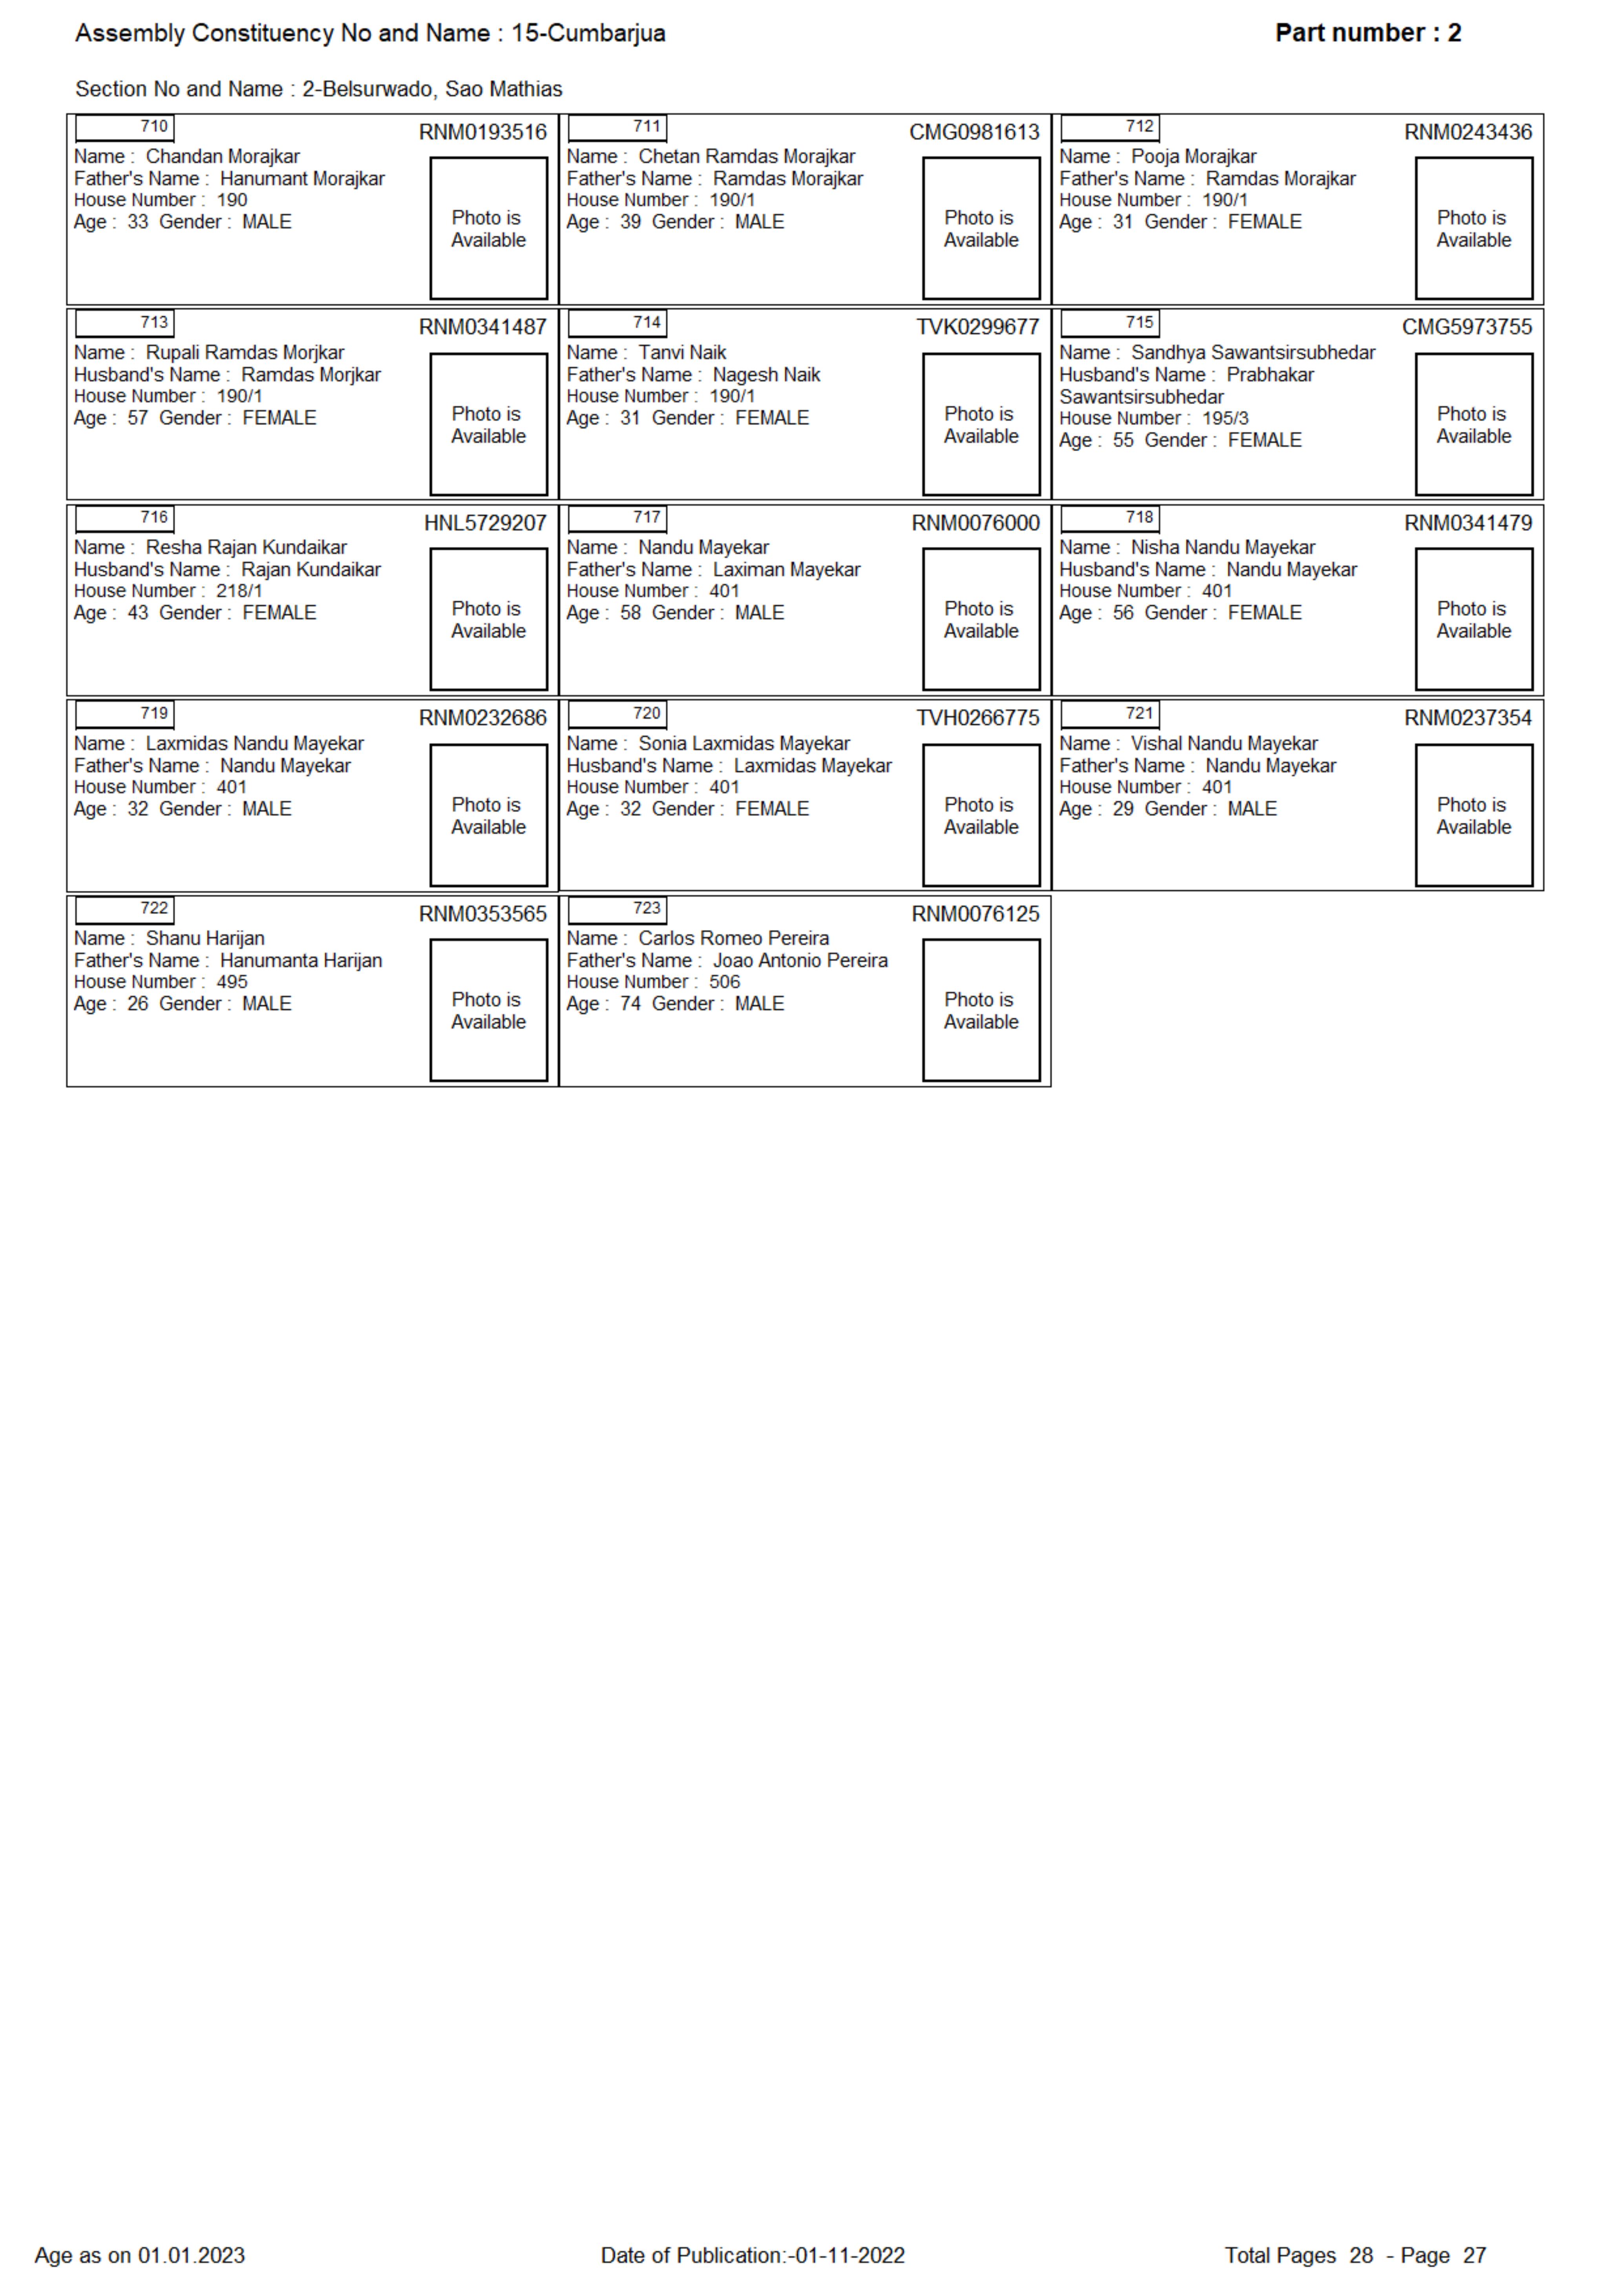 Assembly Constituency No and Name : 15-Cumbarjua
Part number : 2
Section No and Name : 2-Belsurwado, Sao Mathias
710
RNM0193516
Name : Chandan Morajkar
Father's Name : Hanumant Morajkar
House Number : 190
Age : 33 Gender : MALE
Photo is
Available
711
CMG0981613
Name : Chetan Ramdas Morajkar
Father's Name : Ramdas Morajkar
House Number : 190/1
Age : 39 Gender : MALE
Photo is
Available
712
RNM0243436
Name : Pooja Morajkar
Father's Name : Ramdas Morajkar
House Number : 190/1
Age : 31 Gender : FEMALE
Photo is
Available
713
RNM0341487
Name : Rupali Ramdas Morjkar
Husband's Name : Ramdas Morjkar
House Number : 190/1
Age : 57 Gender : FEMALE
Photo is
Available
714
TVK0299677
Name : Tanvi Naik
Father's Name : Nagesh Naik
House Number : 190/1
Age : 31 Gender : FEMALE
Photo is
Available
715
CMG5973755
Name : Sandhya Sawantsirsubhedar
Husband's Name : Prabhakar
Sawantsirsubhedar
House Number : 195/3
Age : 55 Gender : FEMALE
Photo is
Available
716
HNL5729207
Name : Resha Rajan Kundaikar
Husband's Name : Rajan Kundaikar
House Number : 218/1
Age : 43 Gender : FEMALE
Photo is
Available
717
RNM0076000
Name : Nandu Mayekar
Father's Name : Laximan Mayekar
House Number : 401
Age : 58 Gender : MALE
Photo is
Available
718
RNM0341479
Name : Nisha Nandu Mayekar
Husband's Name : Nandu Mayekar
House Number : 401
Age : 56 Gender : FEMALE
Photo is
Available
719
RNM0232686
Name : Laxmidas Nandu Mayekar
Father's Name : Nandu Mayekar
House Number : 401
Age : 32 Gender : MALE
Photo is
Available
720
TVH0266775
Name : Sonia Laxmidas Mayekar
Husband's Name : Laxmidas Mayekar
House Number : 401
Age : 32 Gender : FEMALE
Photo is
Available
721
RNM0237354
Name : Vishal Nandu Mayekar
Father's Name : Nandu Mayekar
House Number : 401
Age : 29 Gender : MALE
Photo is
Available
722
RNM0353565
Name : Shanu Harijan
Father's Name : Hanumanta Harijan
House Number : 495
Age : 26 Gender : MALE
Photo is
Available
723
RNM0076125
Name : Carlos Romeo Pereira
Father's Name : Joao Antonio Pereira
House Number : 506
Age : 74 Gender : MALE
Photo is
Available
Age as on 01.01.2023
Date of Publication:-01-11-2022
Total Pages 28 - Page 27